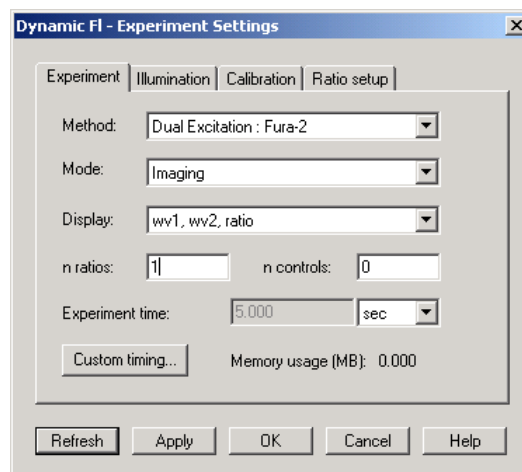 Dynamic Fl - Experiment Settings
Experiment Illumination Calibration Ratio setup
Method: Dual Excitation : Fura-2
Mode: Imaging
Display: wv1, wv2, ratio
n ratios: 1 n controls: 0
Experiment time: 5.000 sec
Custom timing... Memory usage (MB): 0.000
Refresh Apply OK Cancel Help